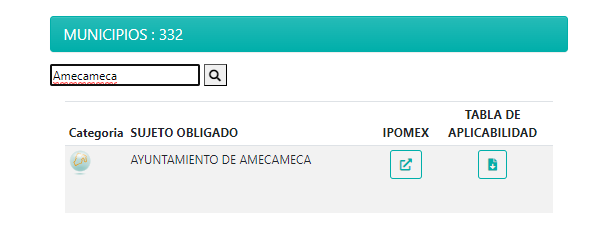 MUNICIPIOS : 332
Amecameca
Categoria SUJETO OBLIGADO IPOMEX TABLA DE APLICABILIDAD
AYUNTAMIENTO DE AMECAMECA